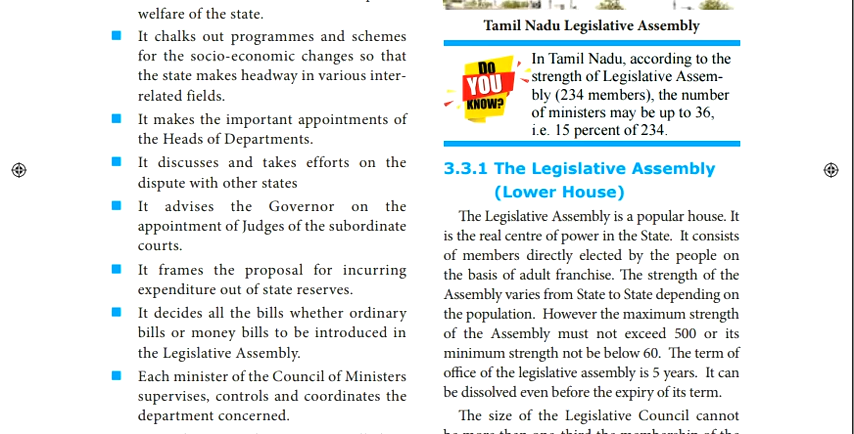 welfare of the state.
It chalks out programmes and schemes
for the socio-economic changes so that
the state makes headway in various inter-
related fields.
It makes the important appointments of
the Heads of Departments.
It discusses and takes efforts on the
dispute with other states
It advises the Governor on the
appointment of Judges of the subordinate
courts.
It frames the proposal for incurring
expenditure out of state reserves.
It decides all the bills whether ordinary
bills or money bills to be introduced in
the Legislative Assembly.
Each minister of the Council of Ministers
supervises, controls and coordinates the
department concerned.
Tamil Nadu Legislative Assembly
DO
YOU
KNOW?
In Tamil Nadu, according to the
strength of Legislative Assem-
bly (234 members), the number
of ministers may be up to 36,
i.e. 15 percent of 234.
3.3.1 The Legislative Assembly
(Lower House)
The Legislative Assembly is a popular house. It
is the real centre of power in the State. It consists
of members directly elected by the people on
the basis of adult franchise. The strength of the
Assembly varies from State to State depending on
the population. However the maximum strength
of the Assembly must not exceed 500 or its
minimum strength not be below 60. The term of
office of the legislative assembly is 5 years. It can
be dissolved even before the expiry of its term.
The size of the Legislative Council cannot
be more than one-third the membership of the